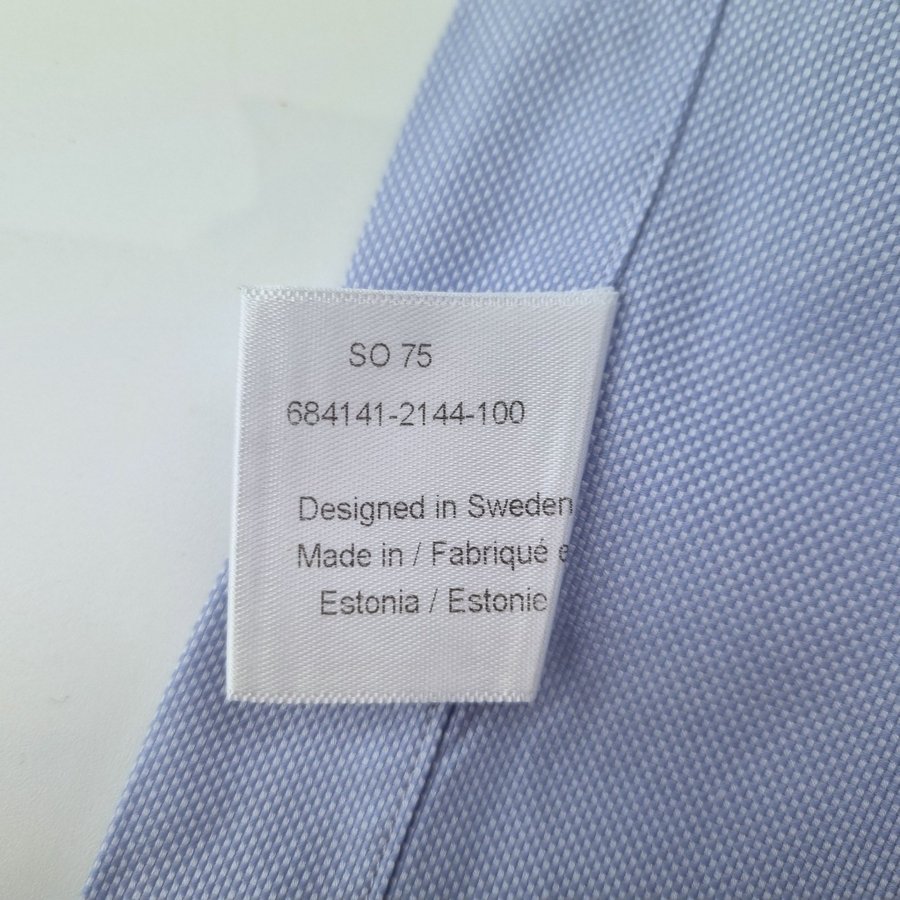 SO 75
684141-2144-100
Designed in Sweden
Made in / Fabriqué e
Estonia / Estonie